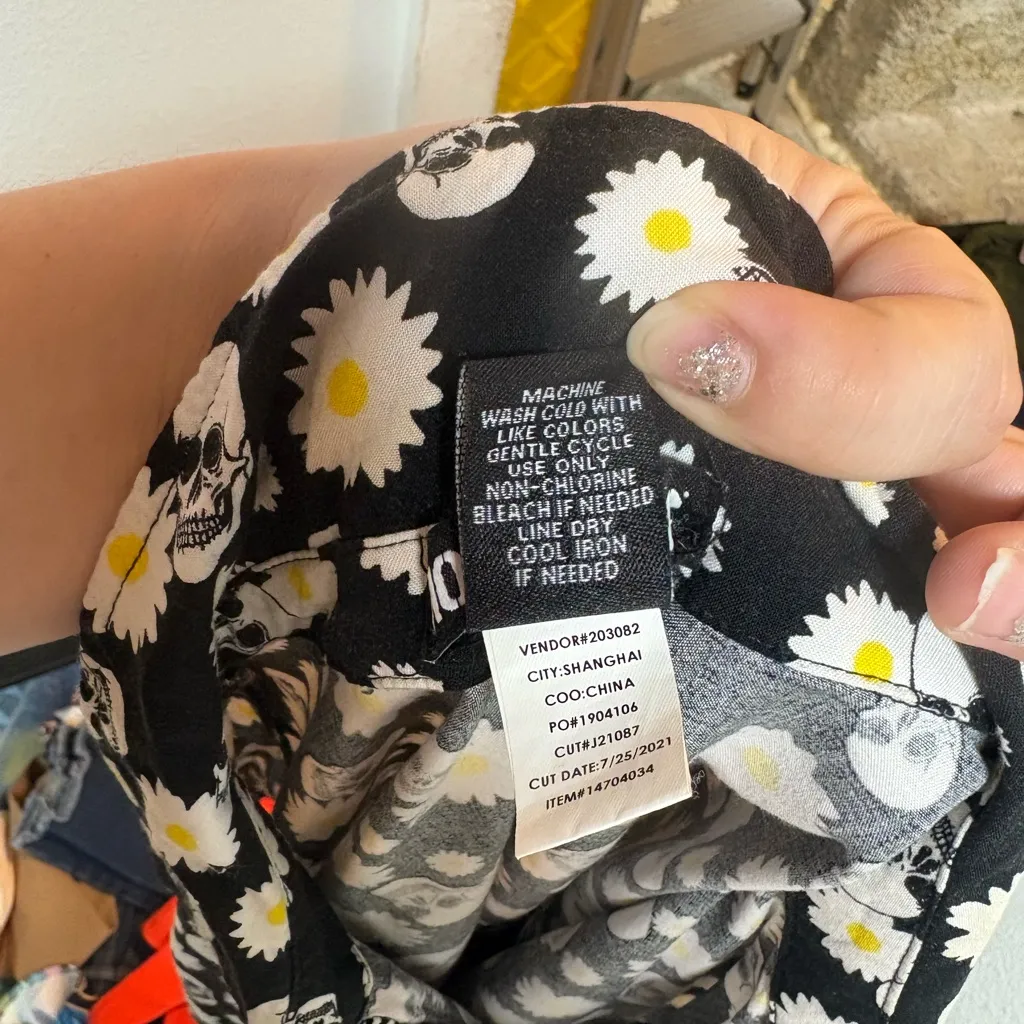 MACHINE
WASH COLD WITH
LIKE COLORS
GENTLE CYCLE
USE ONLY
NON-CHLORINE
BLEACH IF NEEDED
LINE DRY
COOL IRON
IF NEEDED
10
VENDOR#203082
CITY:SHANGHAI
COO:CHINA
PO#1904106
CUT#J21087
CUT DATE:7/25/2021
ITEM#14704034